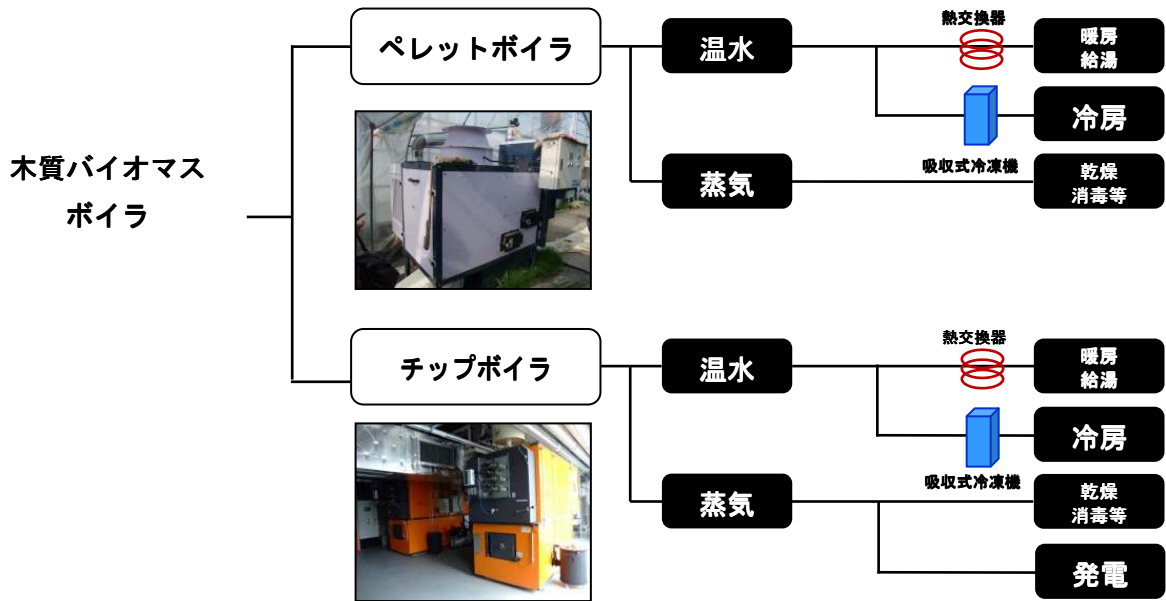 木質バイオマス
ボイラ
ペレットボイラ
温水
熱交換器
暖房
給湯
冷房
吸収式冷凍機
蒸気
乾燥
消毒等
チップボイラ
温水
熱交換器
暖房
給湯
冷房
吸収式冷凍機
蒸気
乾燥
消毒等
発電